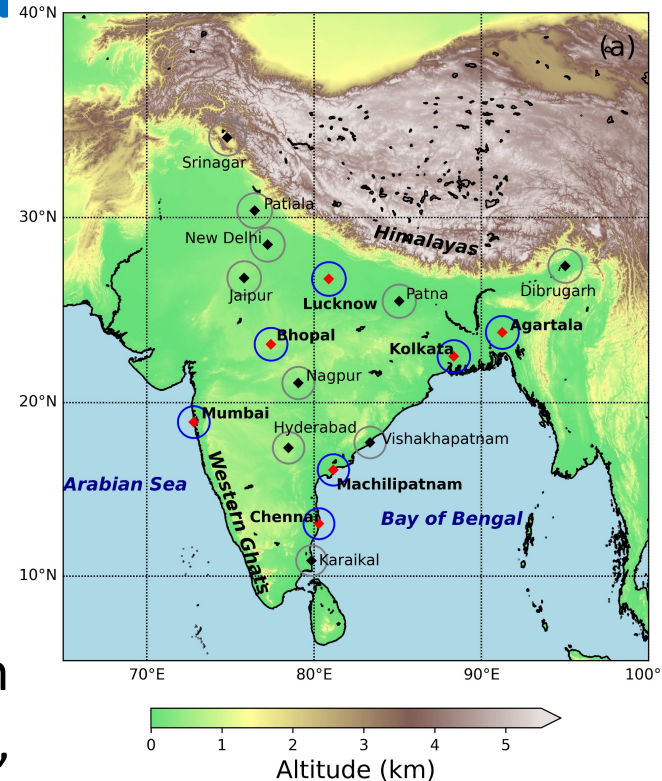 40°N
(a)
Srinagar
Patiala
30°N
New Delhi
Himalayas
Jaipur
Lucknow
Patna
Dibrugarh
Bhopal
Agartala
Kolkata
Nagpur
20°N
Mumbai
Hyderabad
Vishakhapatnam
Western Ghats
Arabian Sea
Machilipatnam
Chennai
Bay of Bengal
Karaikal
10°N
70°E 80°E 90°E 100°
0 1 2 3 4 5
Altitude (km)